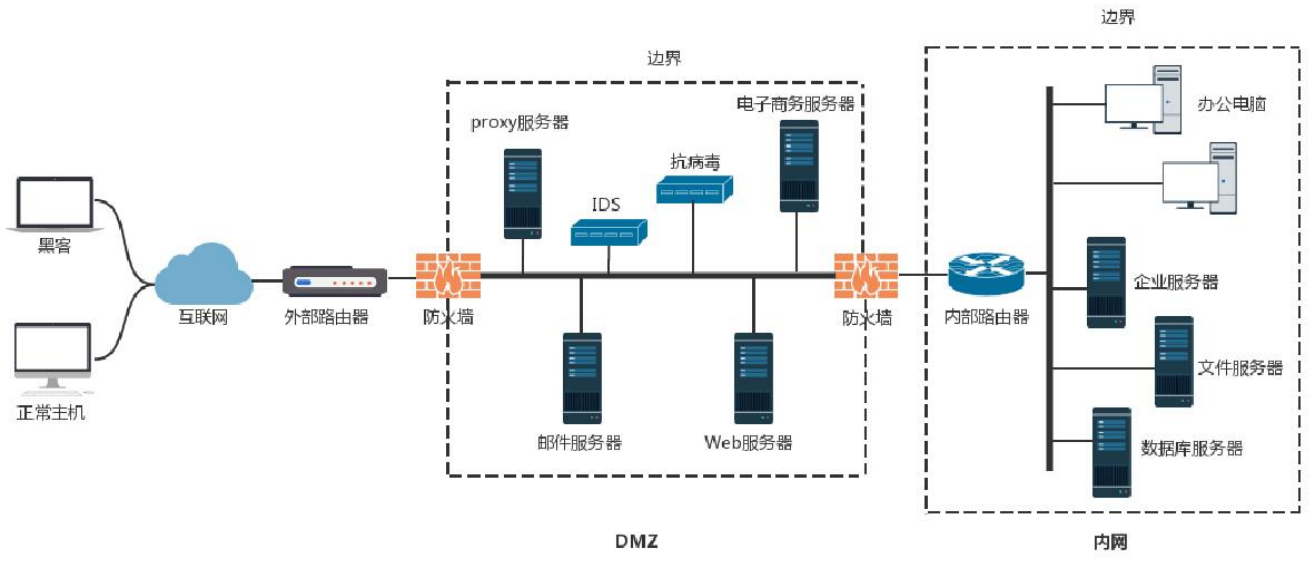 边界
边界
proxy服务器
电子商务服务器
办公电脑
抗病毒
IDS
黑客
互联网
外部路由器
防火墙
防火墙
内部路由器
企业服务器
文件服务器
正常主机
邮件服务器
Web服务器
数据库服务器
DMZ
内网